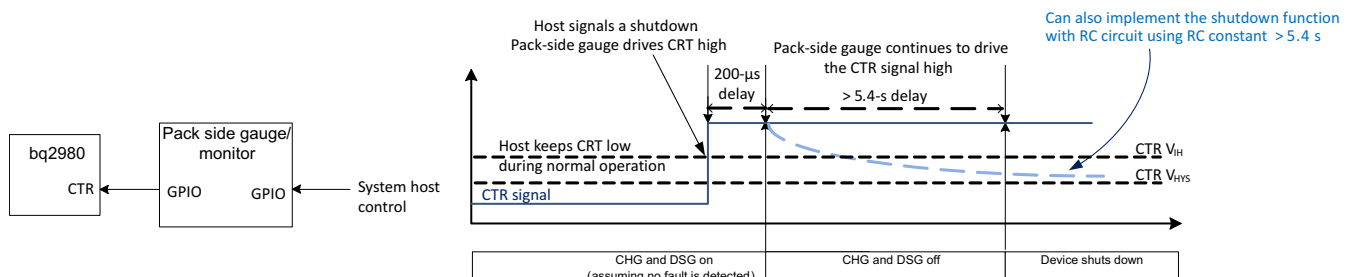 bq2980
CTR
Pack side gauge/
monitor
GPIO
GPIO
System host
control
Host signals a shutdown
Pack-side gauge drives CRT high
200-µs
delay
Pack-side gauge continues to drive
the CTR signal high
> 5.4-s delay
Can also implement the shutdown function
with RC circuit using RC constant > 5.4 s
Host keeps CRT low
during normal operation
CTR signal
CTR VIH
CTR VHYS
CHG and DSG on
(assuming no fault is detected)
CHG and DSG off
Device shuts down